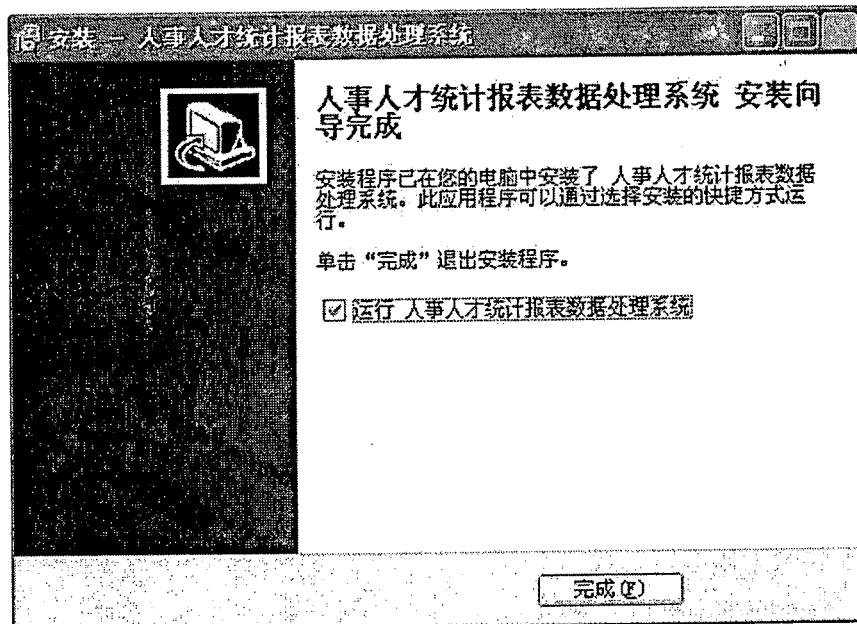 安装 - 人事人才统计报表数据处理系统
人事人才统计报表数据处理系统 安装向
导完成
安装程序已在您的电脑中安装了 人事人才统计报表数据
处理系统。此应用程序可以通过选择安装的快捷方式运
行。
单击“完成”退出安装程序。
运行 人事人才统计报表数据处理系统
完成(F)